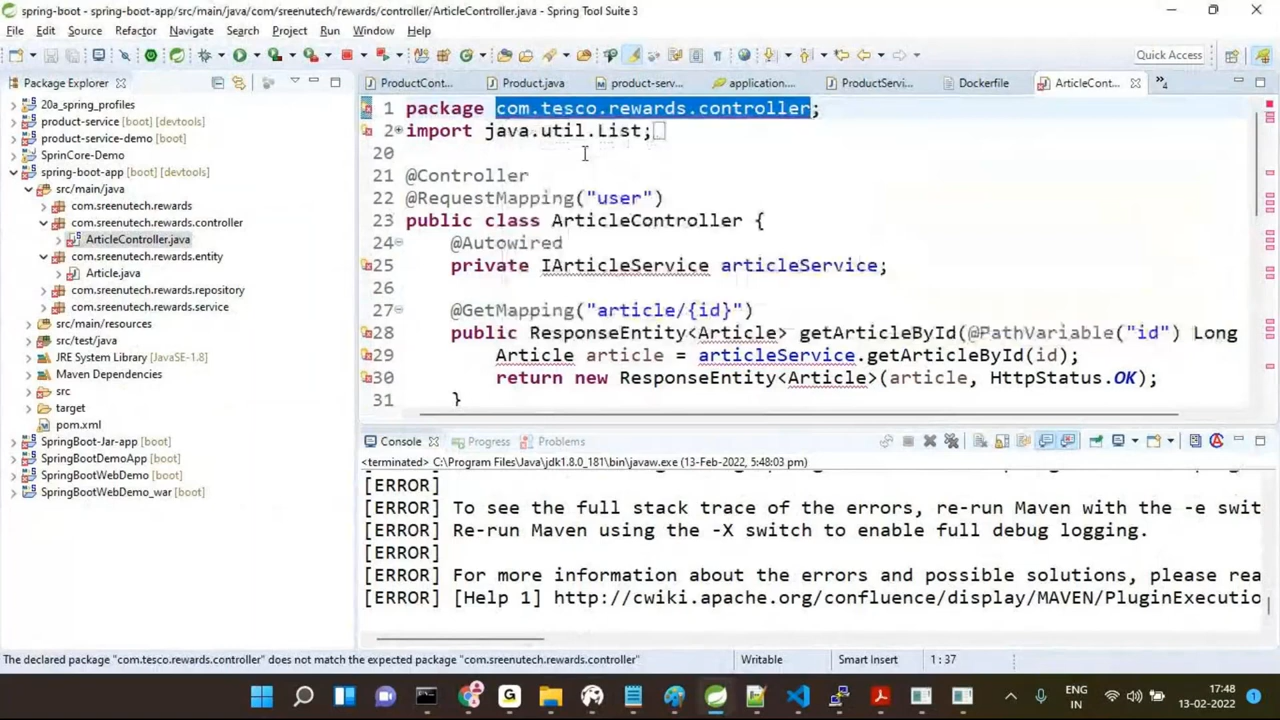 spring-boot - spring-boot-app/src/main/java/com/sreenutech/rewards/controller/ArticleController.java - Spring Tool Suite 3
File Edit Source Refactor Navigate Search Project Run Window Help
Quick Access
Package Explorer
ProductCont... Product.java product-serv... application.... ProductServi... Dockerfile ArticleCont... »4
20a_spring_profiles
product-service [boot] [devtools]
product-service-demo [boot]
SprinCore-Demo
spring-boot-app [boot] [devtools]
src/main/java
com.sreenutech.rewards
com.sreenutech.rewards.controller
ArticleController.java
com.sreenutech.rewards.entity
Article.java
com.sreenutech.rewards.repository
com.sreenutech.rewards.service
src/main/resources
src/test/java
JRE System Library [JavaSE-1.8]
Maven Dependencies
src
target
pom.xml
SpringBoot-Jar-app [boot]
SpringBootDemoApp [boot]
SpringBootWebDemo [boot]
SpringBootWebDemo_war [boot]
1 package com.tesco.rewards.controller;
2 import java.util.List;
20
21 @Controller
22 @RequestMapping("user")
23 public class ArticleController {
24 @Autowired
25 private IArticleService articleService;
27 @GetMapping("article/{id}")
28 public ResponseEntity<Article> getArticleById(@PathVariable("id") Long
29 Article article = articleService.getArticleById(id);
30 return new ResponseEntity<Article>(article, HttpStatus.OK);
31 }
Console Progress Problems
<terminated> C:\Program Files\Java\jdk1.8.0_181\bin\javaw.exe (13-Feb-2022, 5:48:03 pm)
[ERROR]
[ERROR] To see the full stack trace of the errors, re-run Maven with the -e swit
[ERROR] Re-run Maven using the -X switch to enable full debug logging.
[ERROR]
[ERROR] For more information about the errors and possible solutions, please rea
[ERROR] [Help 1] http://cwiki.apache.org/confluence/display/MAVEN/PluginExecutio
The declared package "com.tesco.rewards.controller" does not match the expected package "com.sreenutech.rewards.controller"
Writable Smart Insert 1 : 37
ENG
IN
17:48
13-02-2022
1